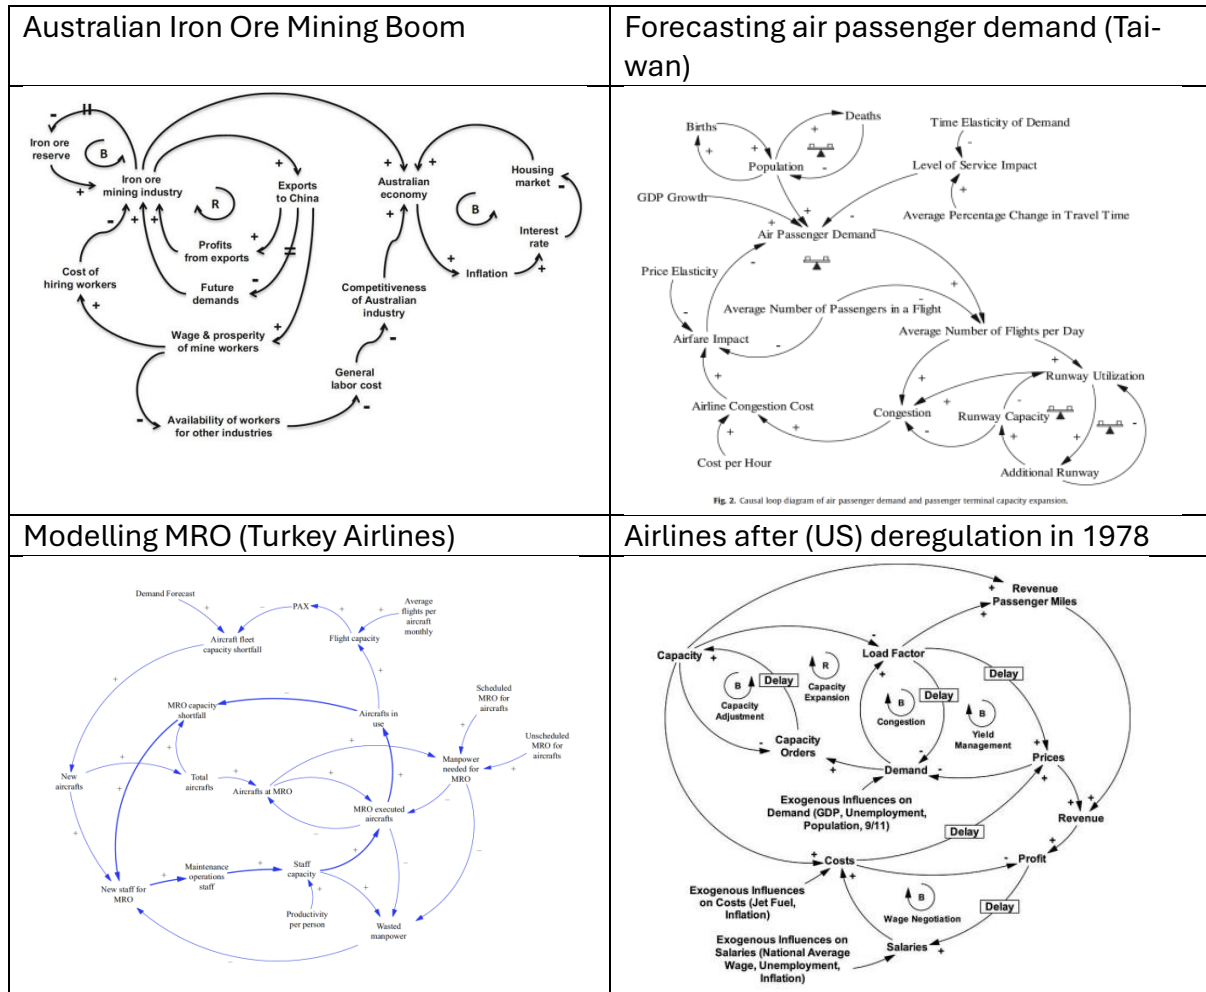 Australian Iron Ore Mining Boom
Forecasting air passenger demand (Tai-
wan)
-
Iron ore
reserve
B
+
Iron ore
mining industry
-
+
+
R
+
Exports
to China
+
Profits
from exports
-
Future
demands
Cost of
hiring workers
+
Wage & prosperity
of mine workers
+
-
Availability of workers
for other industries
-
General
labor cost
-
Competitiveness
of Australian
industry
+
+
+
Australian
economy
B
+
Inflation
+
Interest
rate
-
Housing
market
Births
+
+
Population
+
-
Deaths
Time Elasticity of Demand
-
Level of Service Impact
+
Average Percentage Change in Travel Time
GDP Growth
+
+
-
Air Passenger Demand
Price Elasticity
-
-
Average Number of Passengers in a Flight
-
+
Average Number of Flights per Day
Airfare Impact
-
+
Airline Congestion Cost
+
+
Cost per Hour
Congestion
+
+
-
Runway Capacity
-
+
+
Runway Utilization
+
-
Additional Runway
Fig. 2. Causal loop diagram of air passenger demand and passenger terminal capacity expansion.
Modelling MRO (Turkey Airlines)
Airlines after (US) deregulation in 1978
Demand Forecast
+
-
PAX
+
+
Average
flights per
aircraft
monthly
Aircraft fleet
capacity shortfall
Flight capacity
+
+
MRO capacity
shortfall
-
Aircrafts in
use
Scheduled
MRO for
aircrafts
+
Unscheduled
MRO for
aircrafts
+
Manpower
needed for
MRO
+
New
aircrafts
+
+
Total
aircrafts
+
Aircrafts at MRO
+
+
-
MRO executed
aircrafts
-
+
+
New staff for
MRO
+
Maintenance
operations
staff
+
Staff
capacity
+
+
+
Productivity
per person
-
-
Wasted
manpower
-
Revenue
Passenger Miles
+
+
Capacity
+
-
Load Factor
+
B
Capacity
Adjustment
Delay
R
Capacity
Expansion
Delay
B
Congestion
Delay
B
Yield
Management
-
Capacity
Orders
+
-
Demand
-
+
Prices
+
Exogenous Influences on
Demand (GDP, Unemployment,
Population, 9/11)
+
+
+
Revenue
Delay
+
Costs
+
-
Profit
+
Exogenous Influences
on Costs (Jet Fuel,
Inflation)
B
Wage Negotiation
Delay
Exogenous Influences on
Salaries (National Average
Wage, Unemployment,
Inflation)
Salaries
+